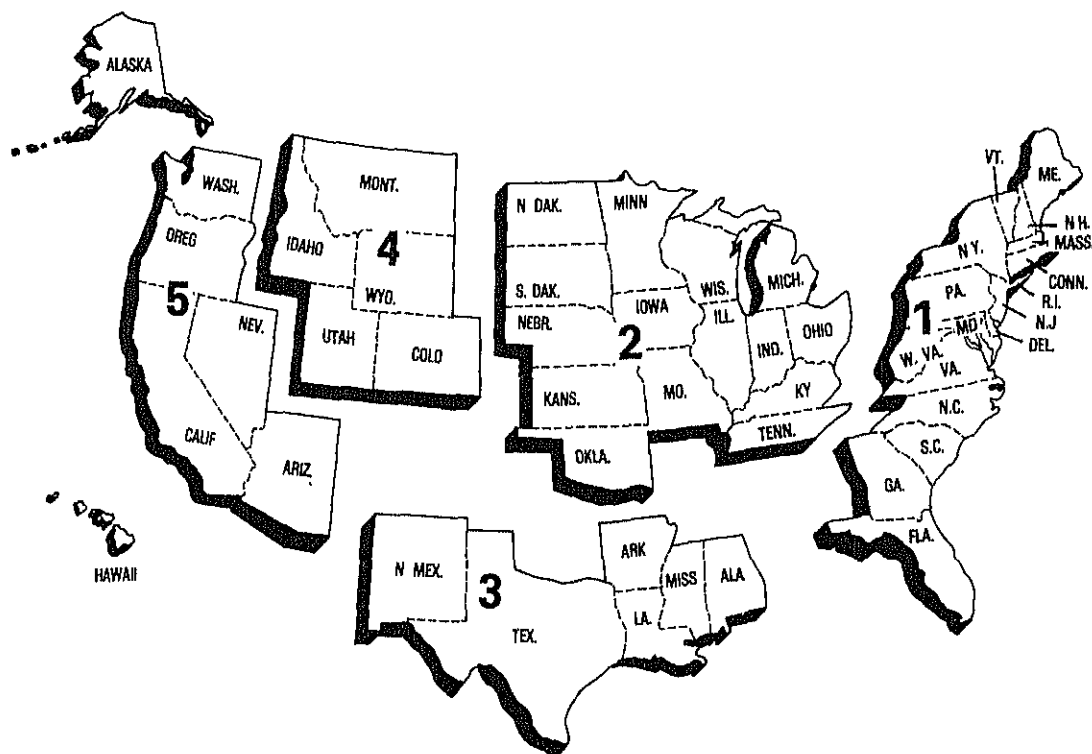 ALASKA
WASH.
OREG
5
NEV.
CALIF
ARIZ.
HAWAII
MONT.
IDAHO
4
WYO.
UTAH
COLO
N DAK.
MINN
S. DAK.
WIS.
MICH.
NEBR.
IOWA
ILL.
2
IND.
OHIO
KANS.
MO.
KY
OKLA.
TENN.
N MEX.
3
TEX.
ARK
LA.
MISS
ALA
VT.
ME.
N H.
MASS
N Y.
CONN.
PA.
R.I.
1
N.J
MD
DEL.
W. VA.
VA.
N.C.
S.C.
GA.
FLA.